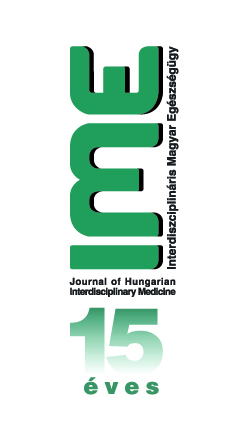 IME
Interdiszciplináris Magyar Egészségügy
Journal of Hungarian
Interdisciplinary Medicine
15
éves